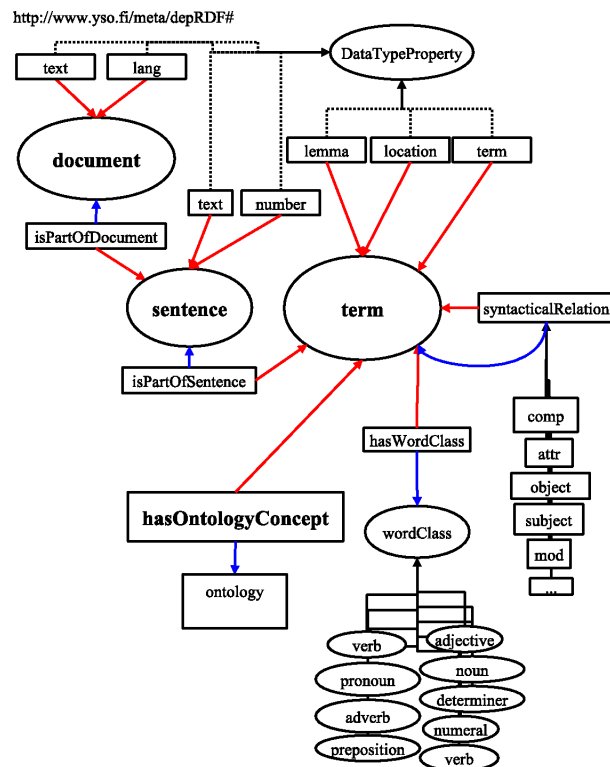 http://www.yso.fi/meta/depRDF#
DataTypeProperty
text lang
lemma location term
document
text number
isPartOfDocument
sentence term syntacticalRelation
isPartOfSentence
comp
hasWordClass
attr
object
hasOntologyConcept
subject
wordClass
mod
ontology
...
verb adjective
pronoun noun
determiner
adverb
numeral
preposition
verb